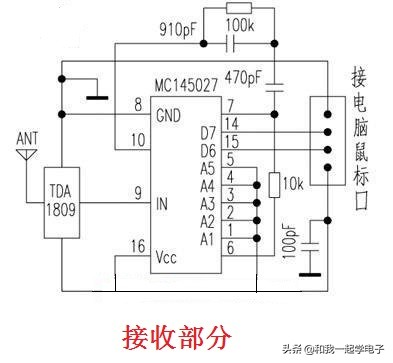 910pF
100k
MC145027
470pF
接电脑鼠标口
8
GND
7
14
D7
15
D6
10
ANT
TDA
1809
9
IN
5
A5
4
A4
3
A3
2
A2
1
A1
10k
100pF
16
Vcc
6
接收部分
头条 @和我一起学电子